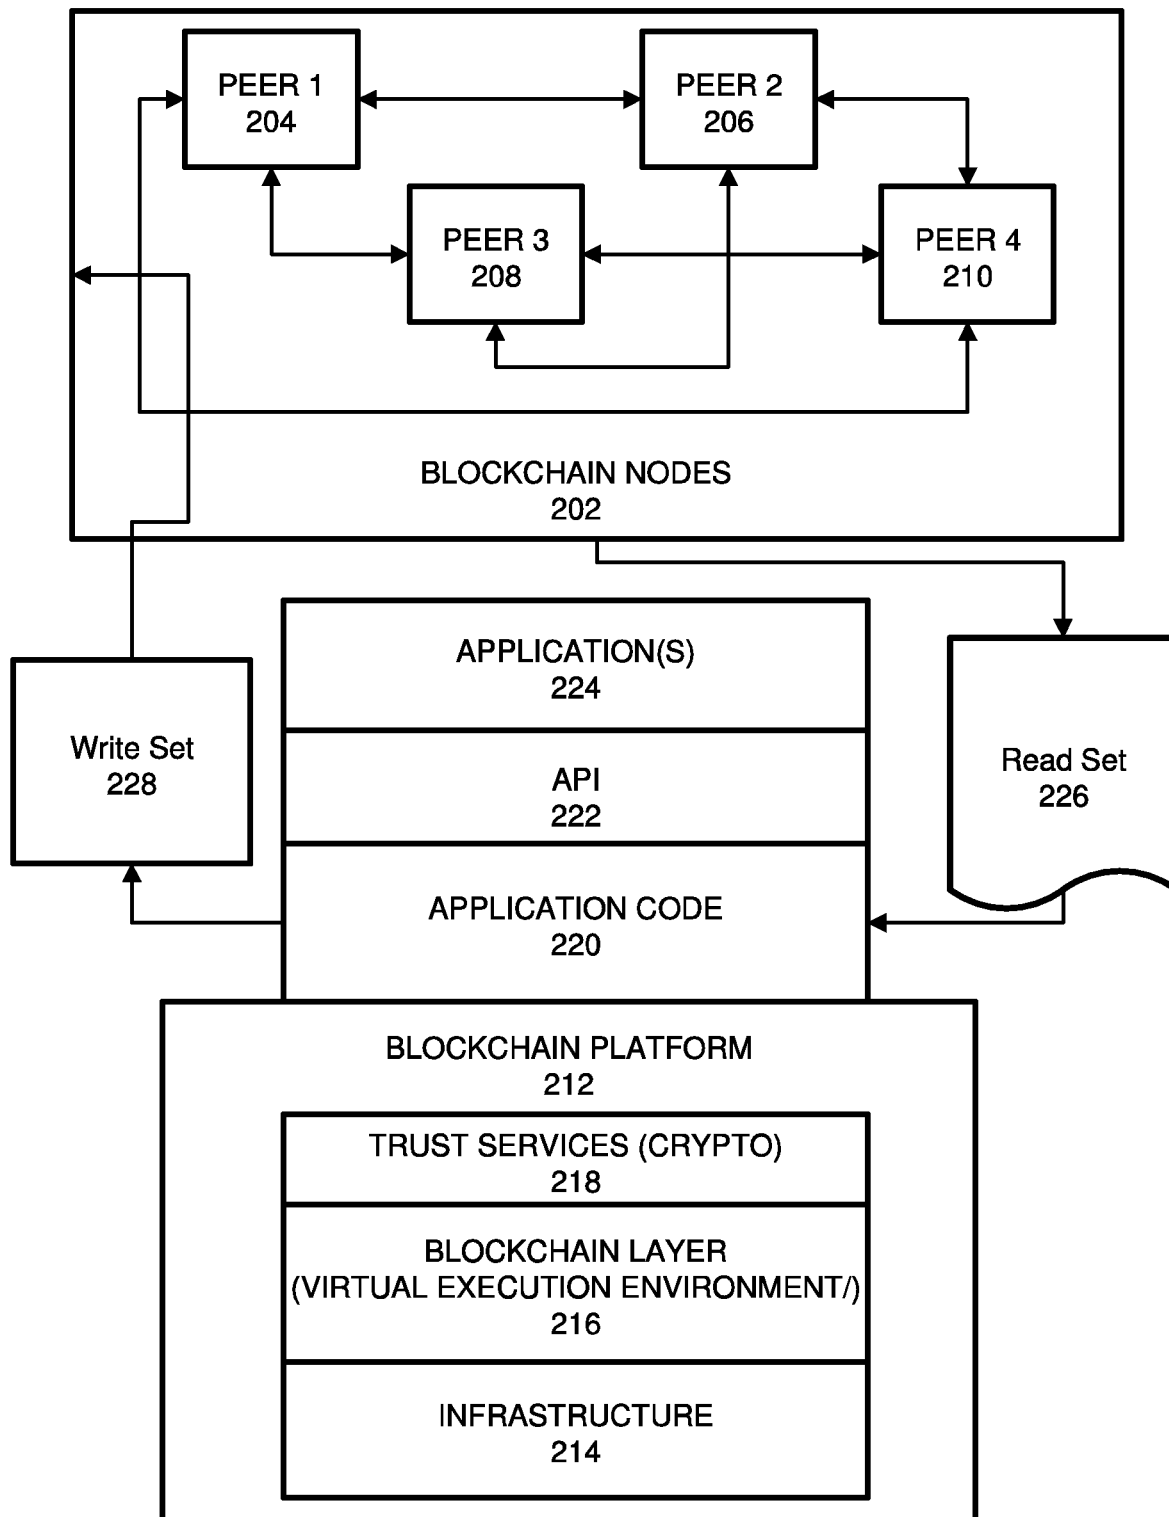 PEER 1
204
PEER 2
206
PEER 3
208
PEER 4
210
BLOCKCHAIN NODES
202
APPLICATION(S)
224
Write Set
228
API
222
Read Set
226
APPLICATION CODE
220
BLOCKCHAIN PLATFORM
212
TRUST SERVICES (CRYPTO)
218
BLOCKCHAIN LAYER
(VIRTUAL EXECUTION ENVIRONMENT/)
216
INFRASTRUCTURE
214